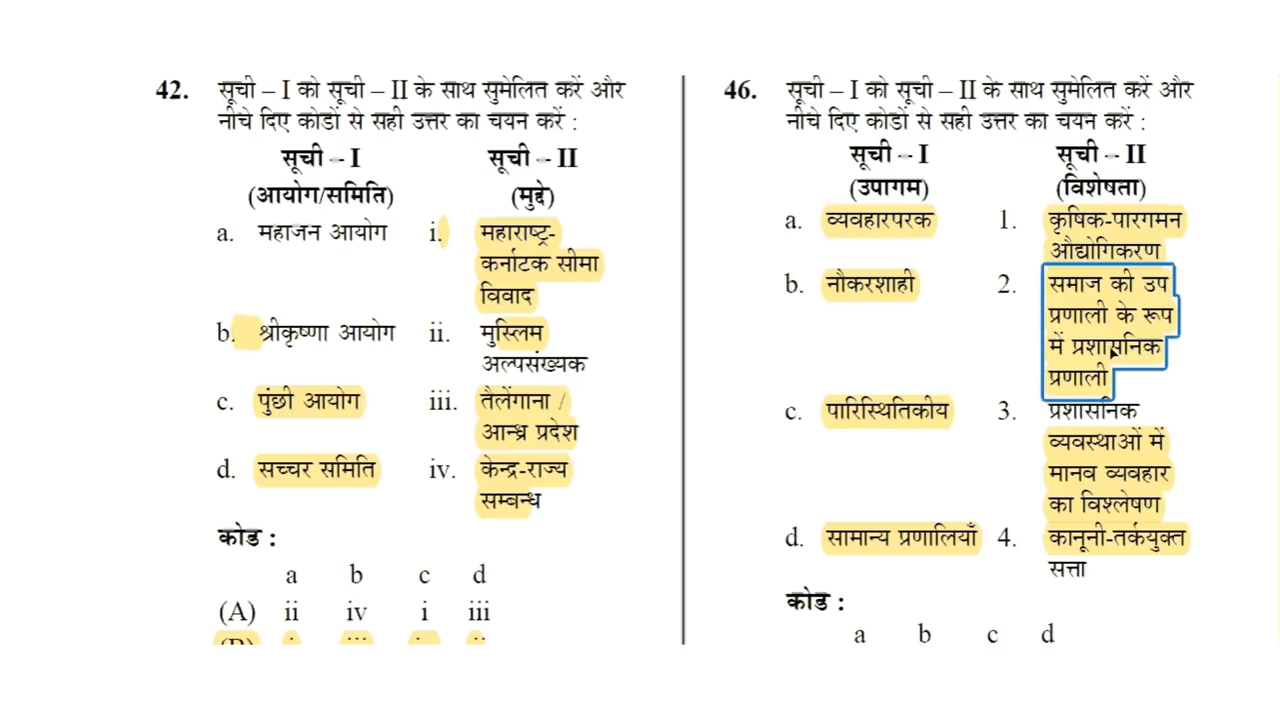 42. सूची – I को सूची – II के साथ सुमेलित करें और
नीचे दिए कोडों से सही उत्तर का चयन करें :
सूची – I सूची – II
(आयोग/समिति) (मुद्दे)
a. महाजन आयोग i. महाराष्ट्र-
कर्नाटक सीमा
विवाद
b. श्रीकृष्णा आयोग ii. मुस्लिम
अल्पसंख्यक
c. पुंछी आयोग iii. तैलेंगाना /
आन्ध्र प्रदेश
d. सच्चर समिति iv. केन्द्र-राज्य
सम्बन्ध
कोड :
a b c d
(A) ii iv i iii
46. सूची – I को सूची – II के साथ सुमेलित करें और
नीचे दिए कोडों से सही उत्तर का चयन करें :
सूची – I सूची – II
(उपागम) (विशेषता)
a. व्यवहारपरक 1. कृषिक-पारगमन
औद्योगिकरण
b. नौकरशाही 2. समाज की उप
प्रणाली के रूप
में प्रशासनिक
प्रणाली
c. पारिस्थितिकीय 3. प्रशासनिक
व्यवस्थाओं में
मानव व्यवहार
का विश्लेषण
d. सामान्य प्रणालियाँ 4. कानूनी-तर्कयुक्त
सत्ता
कोड :
a b c d